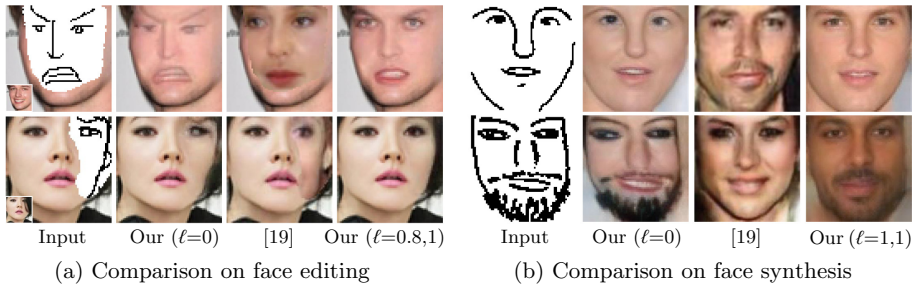 Input Our (ℓ=0) [19] Our (ℓ=0.8,1) Input Our (ℓ=0) [19] Our (ℓ=1,1)
(a) Comparison on face editing (b) Comparison on face synthesis